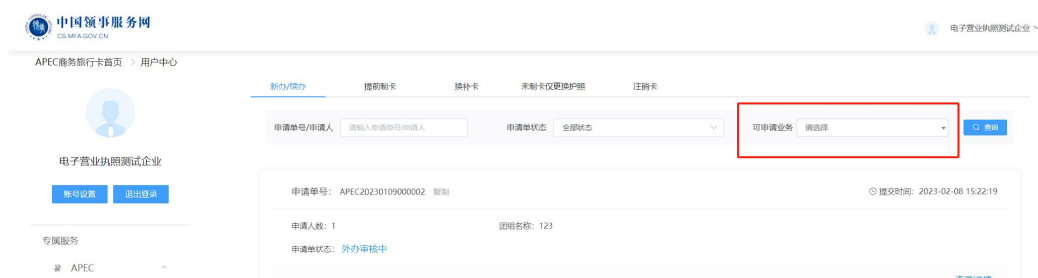 中国领事服务网
CS.MFA.GOV.CN
电子营业执照测试企业
APEC商务旅行卡首页 > 用户中心
新办/续办 提前制卡 换补卡 未制卡仅更换护照 注销卡
申请单号/申请人 请输入申请单号/申请人 申请单状态 全部状态 可申请业务 请选择 查询
电子营业执照测试企业
账号设置 退出登录
申请单号: APEC20230109000002 复制 提交时间: 2023-02-08 15:22:19
申请人数: 1 团组名称: 123
申请单状态: 外办审核中
专属服务
APEC